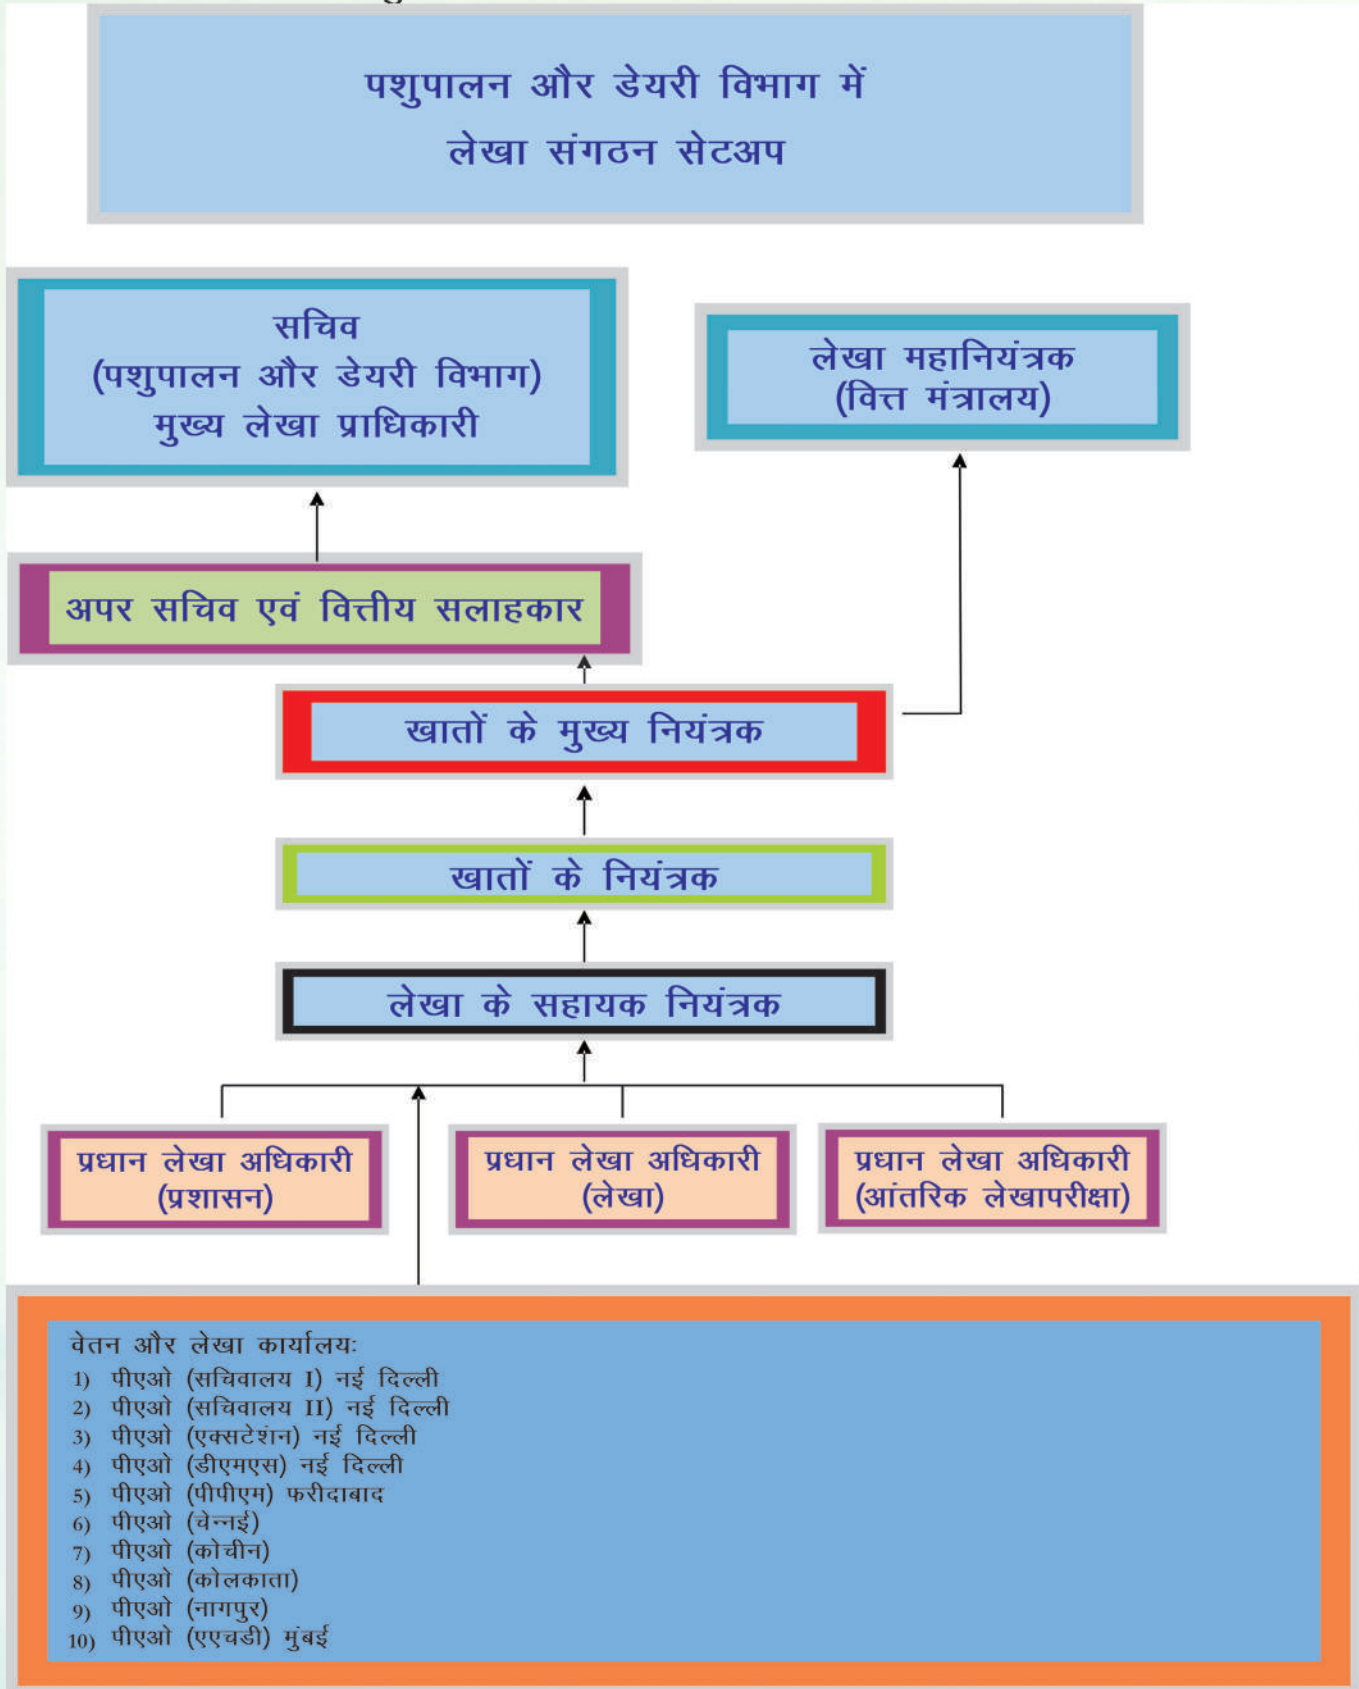 पशुपालन और डेयरी विभाग में
लेखा संगठन सेटअप
सचिव
(पशुपालन और डेयरी विभाग)
मुख्य लेखा प्राधिकारी
लेखा महानियंत्रक
(वित्त मंत्रालय)
अपर सचिव एवं वित्तीय सलाहकार
खातों के मुख्य नियंत्रक
खातों के नियंत्रक
लेखा के सहायक नियंत्रक
प्रधान लेखा अधिकारी
(प्रशासन)
प्रधान लेखा अधिकारी
(लेखा)
प्रधान लेखा अधिकारी
(आंतरिक लेखापरीक्षा)
वेतन और लेखा कार्यालयः
1) पीएओ (सचिवालय I) नई दिल्ली
2) पीएओ (सचिवालय II) नई दिल्ली
3) पीएओ (एक्सटेशंन) नई दिल्ली
4) पीएओ (डीएमएस) नई दिल्ली
5) पीएओ (पीपीएम) फरीदाबाद
6) पीएओ (चेन्नई)
7) पीएओ (कोचीन)
8) पीएओ (कोलकाता)
9) पीएओ (नागपुर)
10) पीएओ (एएचडी) मुंबई